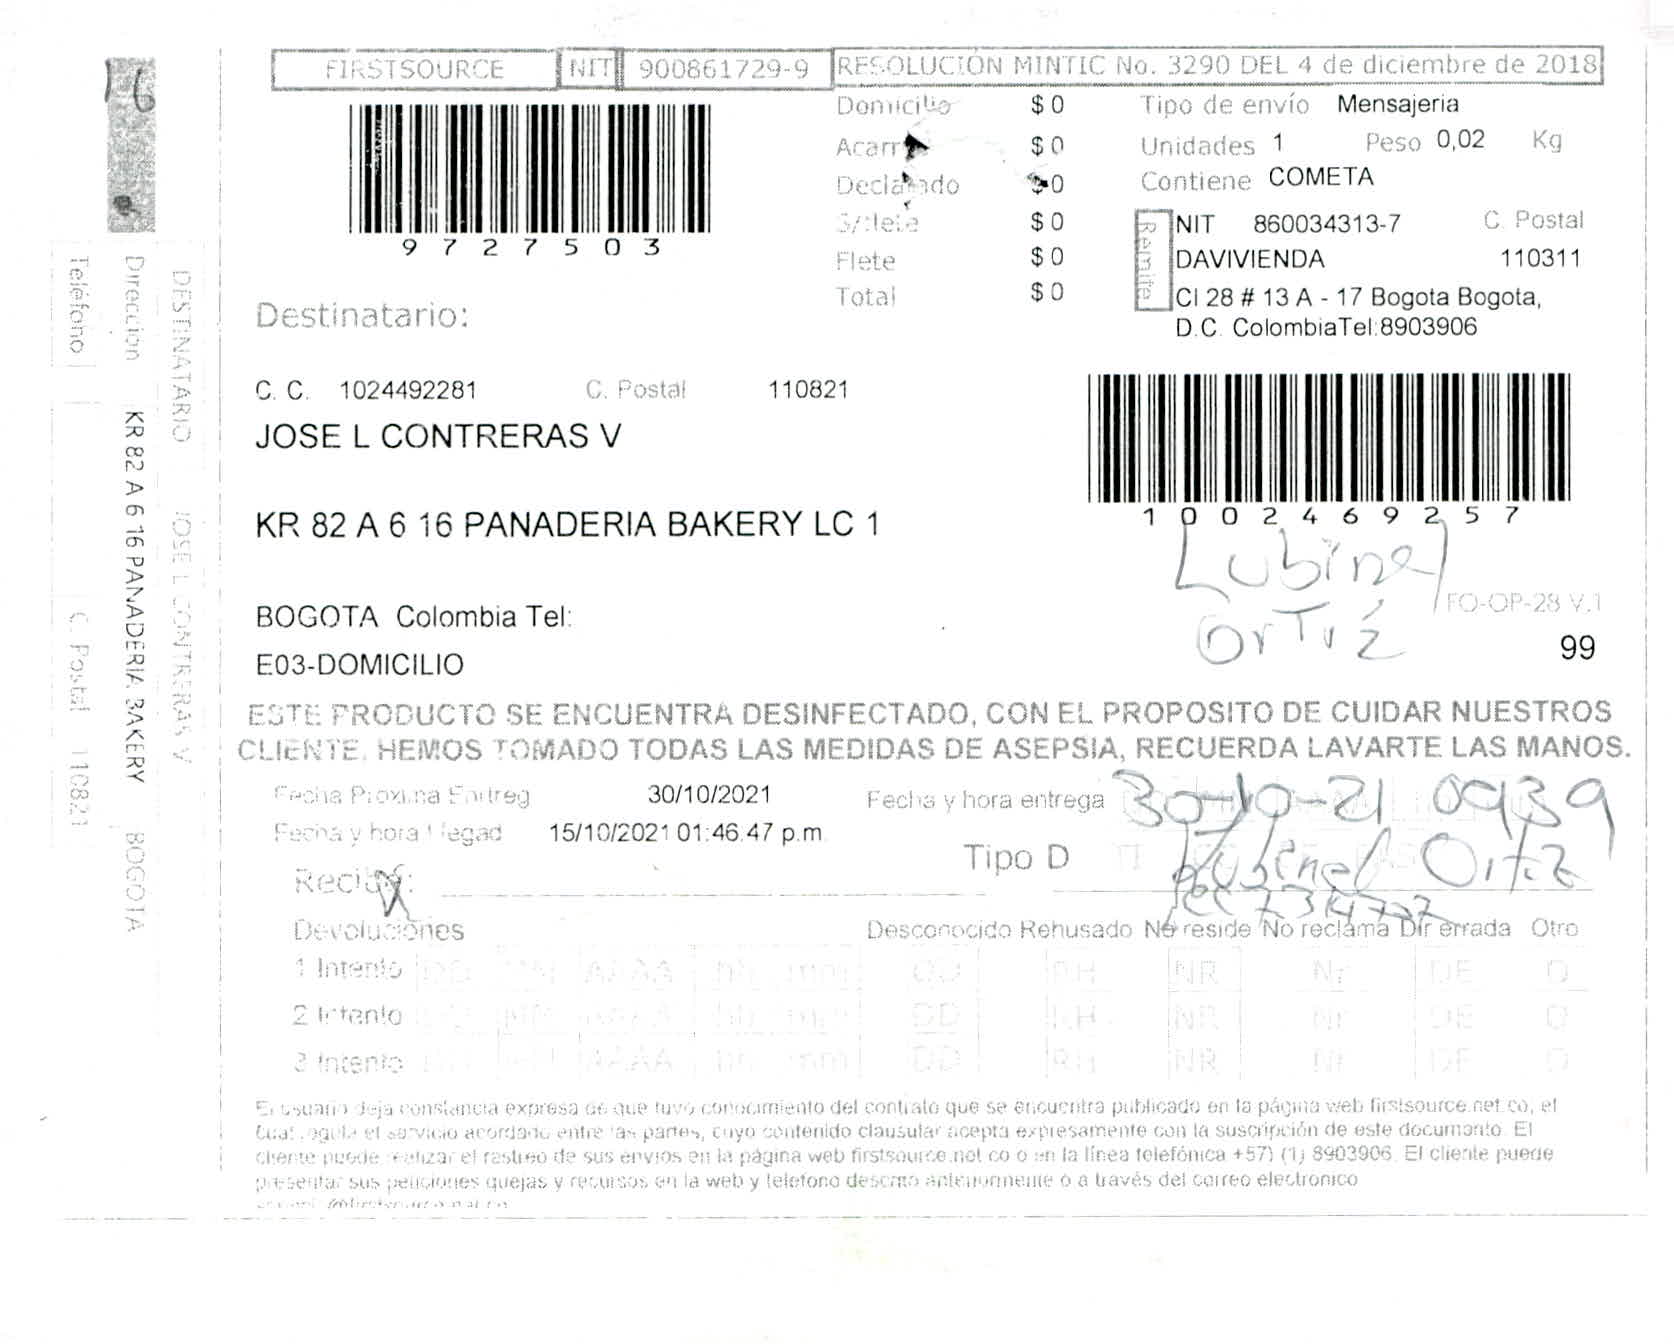 FIRSTSOURCE NIT 900861729-9 RESOLUCIÓN MINTIC No. 3290 DEL 4 de diciembre de 2018
16
9727503
Domicilio $ 0
Acarr $ 0
Declarado $0
S/flete $ 0
Flete $ 0
Total $ 0
Tipo de envío Mensajeria
Unidades 1 Peso 0,02 Kg
Contiene COMETA
Remite
NIT 860034313-7 C. Postal
DAVIVIENDA 110311
Cl 28 # 13 A - 17 Bogota Bogota,
D.C. ColombiaTel:8903906
Destinatario:
C. C. 1024492281 C. Postal 110821
JOSE L CONTRERAS V
KR 82 A 6 16 PANADERIA BAKERY LC 1
BOGOTA Colombia Tel:
E03-DOMICILIO
1002469257
Lubinel
Ortiz
FO-OP-28 V.1
99
ESTE PRODUCTO SE ENCUENTRA DESINFECTADO, CON EL PROPOSITO DE CUIDAR NUESTROS
CLIENTE. HEMOS TOMADO TODAS LAS MEDIDAS DE ASEPSIA, RECUERDA LAVARTE LAS MANOS.
Fecha Proxima Entreg 30/10/2021 Fecha y hora entrega 30-10-21 0939
Fecha y hora llegad 15/10/2021 01:46.47 p.m.
Tipo D Lubinel Ortiz
Recibí:
Devoluciones Desconocido Rehusado No reside No reclama Dir errada Otro
1 Intento DD MM AAAA hh mm DD RH NR Nr DE O
2 Intento DD MM AAAA hh mm DD RH NR Nr DE O
3 Intento DD MM AAAA hh mm DD RH NR Nr DE O
El usuario deja constancia expresa de que tuvo conocimiento del contrato que se encuentra publicado en la página web firstsource.net.co, el
cual regula el servicio acordado entre las partes, cuyo contenido clausular acepta expresamente con la suscripción de este documento. El
cliente puede realizar el rastreo de sus envios en la página web firstsource.net co o en la línea telefónica +57) (1) 8903906. El cliente puede
presentar sus peticiones quejas y recursos en la web y telefono descrito anteriormente o a través del correo electronico
DESTINATARIO JOSE L CONTRERAS V
Dirección KR 82 A 6 16 PANADERIA BAKERY BOGOTA
Teléfono C. Postal 110821